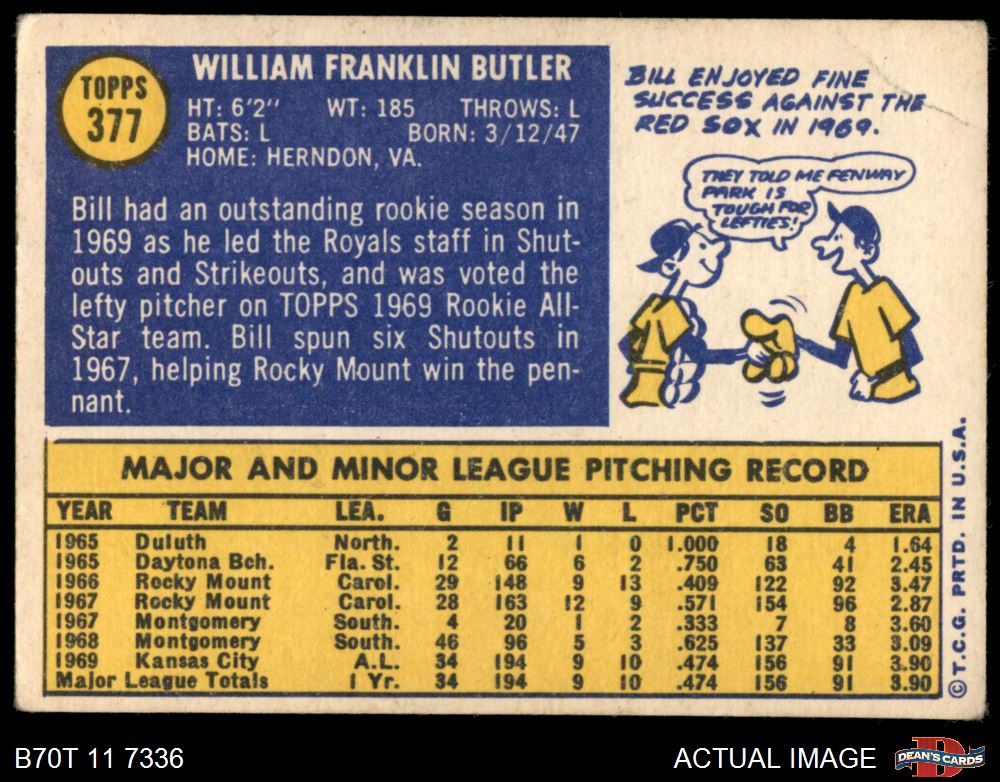 TOPPS
377
WILLIAM FRANKLIN BUTLER
HT: 6'2" WT: 185 THROWS: L
BATS: L BORN: 3/12/47
HOME: HERNDON, VA.
Bill had an outstanding rookie season in
1969 as he led the Royals staff in Shut-
outs and Strikeouts, and was voted the
lefty pitcher on TOPPS 1969 Rookie All-
Star team. Bill spun six Shutouts in
1967, helping Rocky Mount win the pen-
nant.
BILL ENJOYED FINE
SUCCESS AGAINST THE
RED SOX IN 1969.
THEY TOLD ME FENWAY
PARK IS
TOUGH FOR
LEFTIES!
MAJOR AND MINOR LEAGUE PITCHING RECORD
YEAR TEAM LEA. G IP W L PCT SO BB ERA
1965 Duluth North. 2 11 1 0 1.000 18 4 1.64
1965 Daytona Bch. Fla. St. 12 66 6 2 .750 63 41 2.45
1966 Rocky Mount Carol. 29 148 9 13 .409 122 92 3.47
1967 Rocky Mount Carol. 28 163 12 9 .571 154 96 2.87
1967 Montgomery South. 4 20 1 2 .333 7 8 3.60
1968 Montgomery South. 46 96 5 3 .625 137 33 3.09
1969 Kansas City A.L. 34 194 9 10 .474 156 91 3.90
Major League Totals 1 Yr. 34 194 9 10 .474 156 91 3.90
© T.C.G. PRTD. IN U.S.A.
B70T 11 7336
ACTUAL IMAGE
D
DEAN'S CARDS